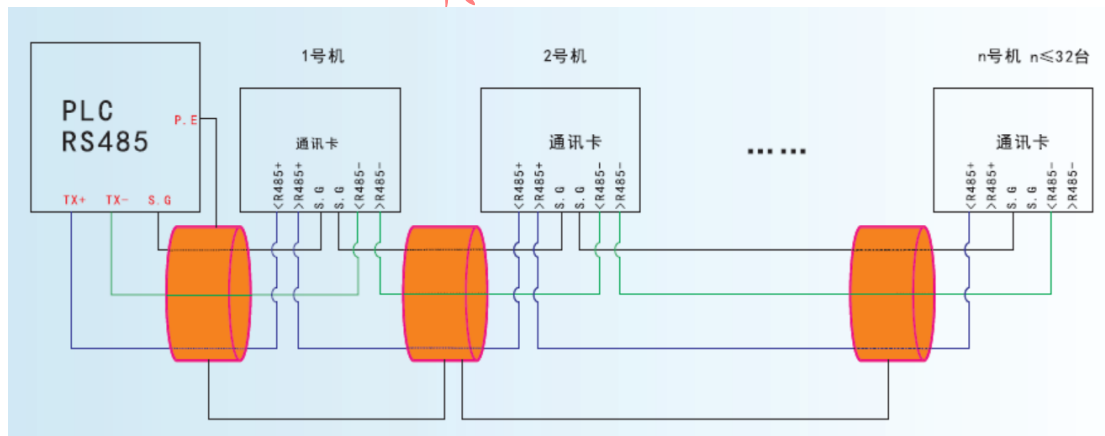 1号机
2号机
n号机 n≤32台
PLC
RS485
P.E
TX+ TX- S.G
通讯卡
<R485+
>R485+
S.G
S.G
<R485-
>R485-
通讯卡
<R485+
>R485+
S.G
S.G
<R485-
>R485-
……
通讯卡
<R485+
>R485+
S.G
S.G
<R485-
>R485-